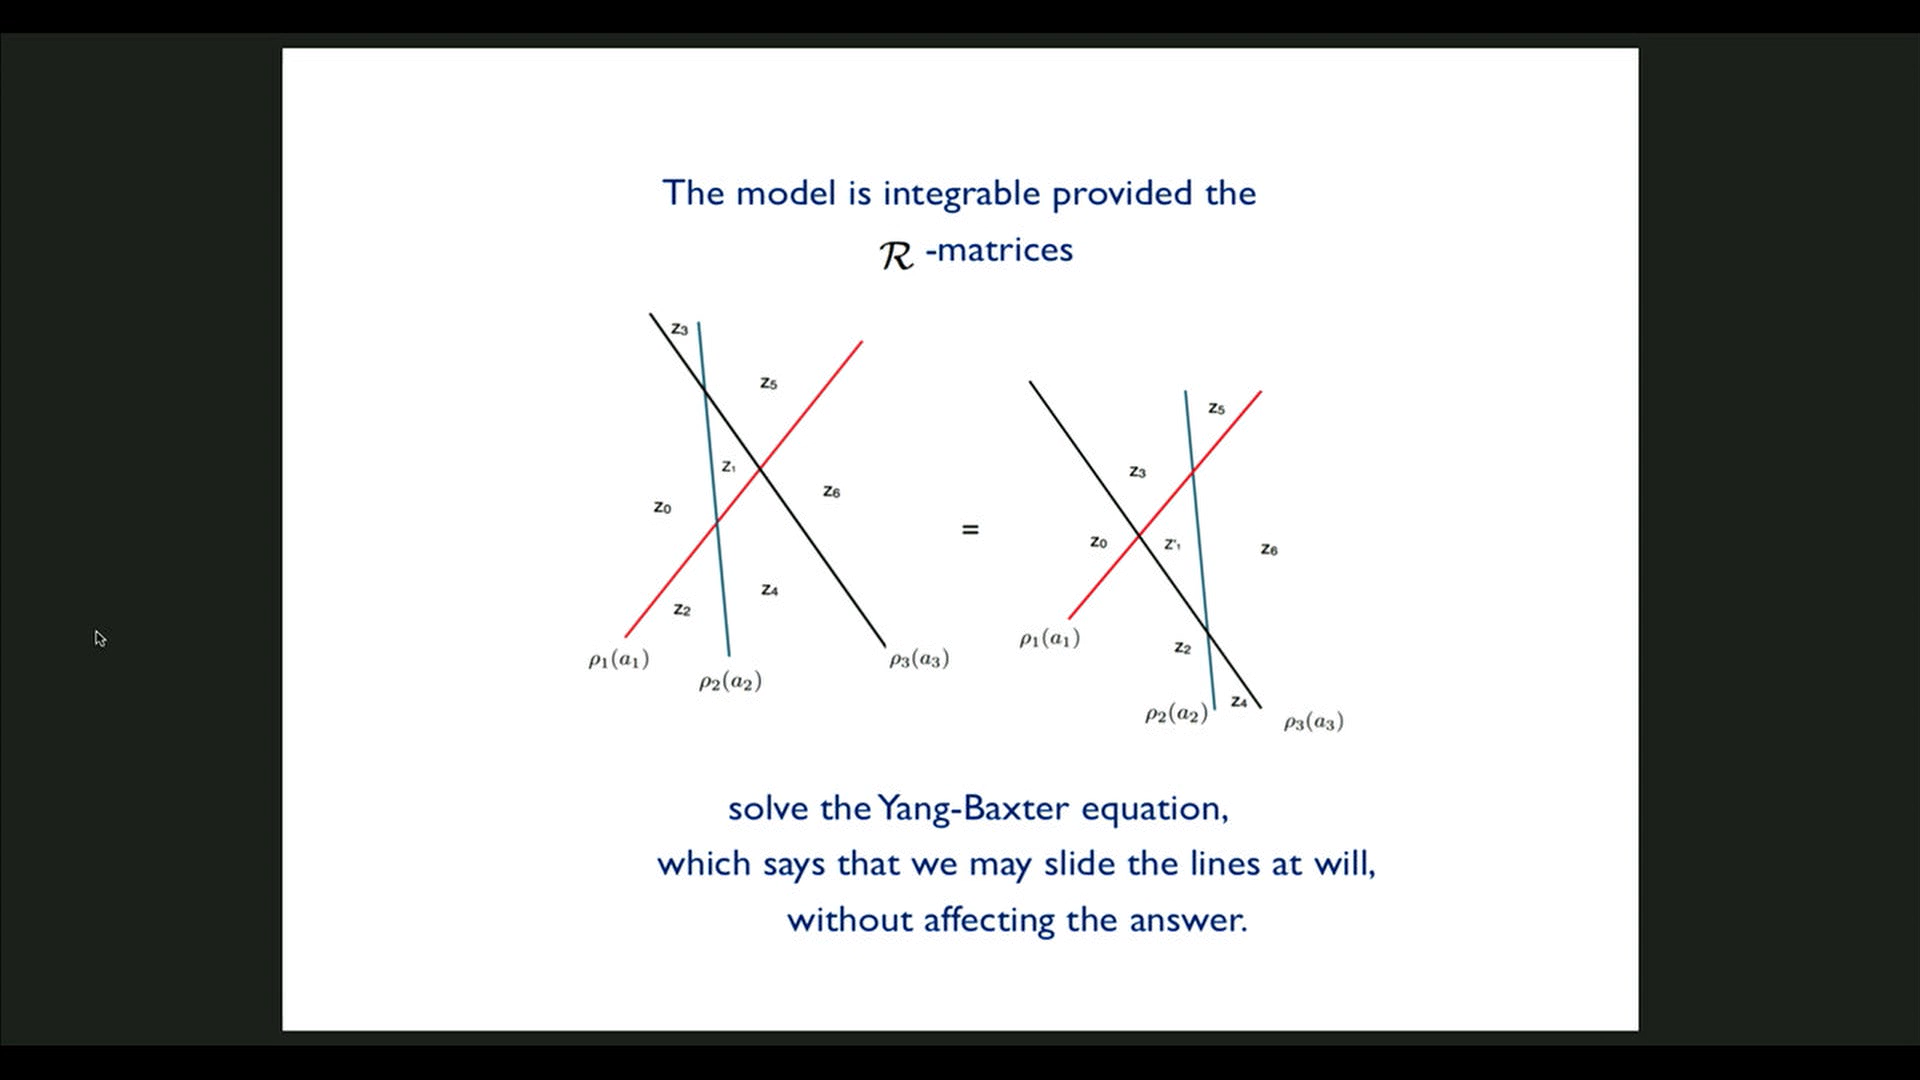 The model is integrable provided the
ℛ -matrices
z₃
z₅
z₁
z₀
z₆
z₂
z₄
ρ₁(a₁)
ρ₂(a₂)
ρ₃(a₃)
=
z₅
z₃
z₀
z'₁
z₆
z₂
z₄
ρ₁(a₁)
ρ₂(a₂)
ρ₃(a₃)
solve the Yang-Baxter equation,
which says that we may slide the lines at will,
without affecting the answer.